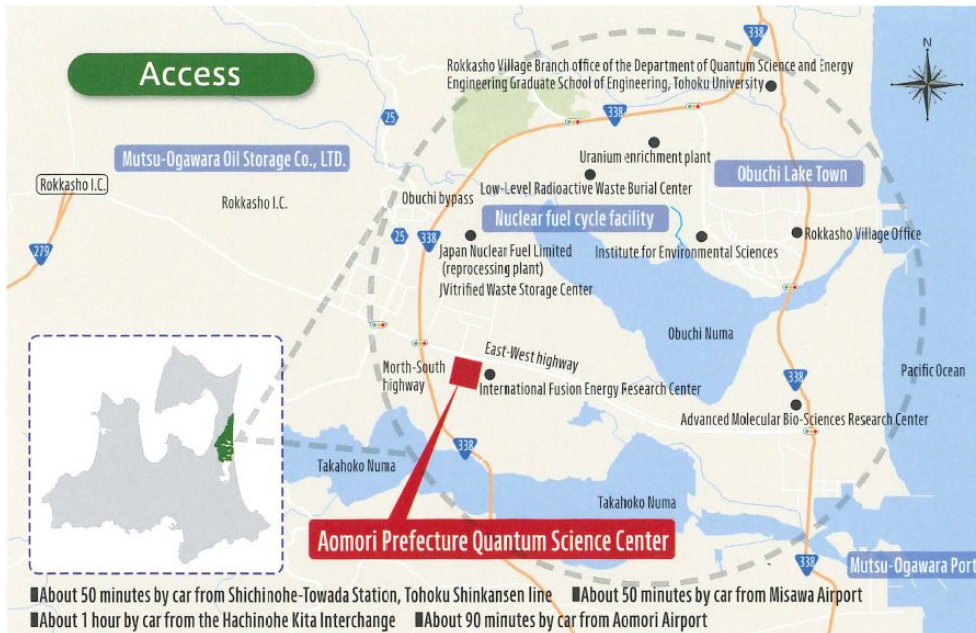 Access
N
338
Rokkasho Village Branch office of the Department of Quantum Science and Energy
Engineering Graduate School of Engineering, Tohoku University
338
25
Mutsu-Ogawara Oil Storage Co., LTD.
Uranium enrichment plant
Rokkasho I.C.
Rokkasho I.C.
Obuchi bypass
Low-Level Radioactive Waste Burial Center
Obuchi Lake Town
Nuclear fuel cycle facility
279
25
338
Japan Nuclear Fuel Limited
(reprocessing plant)
JVitrified Waste Storage Center
Institute for Environmental Sciences
Rokkasho Village Office
Obuchi Numa
East-West highway
North-South
highway
International Fusion Energy Research Center
Pacific Ocean
338
Advanced Molecular Bio-Sciences Research Center
338
Takahoko Numa
Takahoko Numa
Aomori Prefecture Quantum Science Center
338
Mutsu-Ogawara Port
■About 50 minutes by car from Shichinohe-Towada Station, Tohoku Shinkansen line ■About 50 minutes by car from Misawa Airport
■About 1 hour by car from the Hachinohe Kita Interchange ■About 90 minutes by car from Aomori Airport